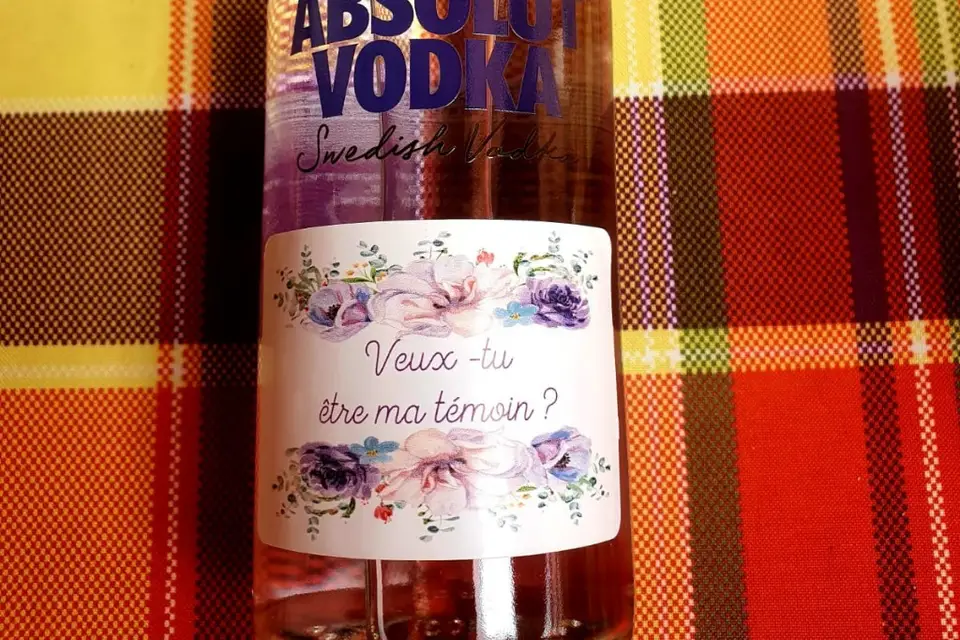 ABSOLUT
VODKA
Swedish Vodka
Veux-tu
être ma témoin ?